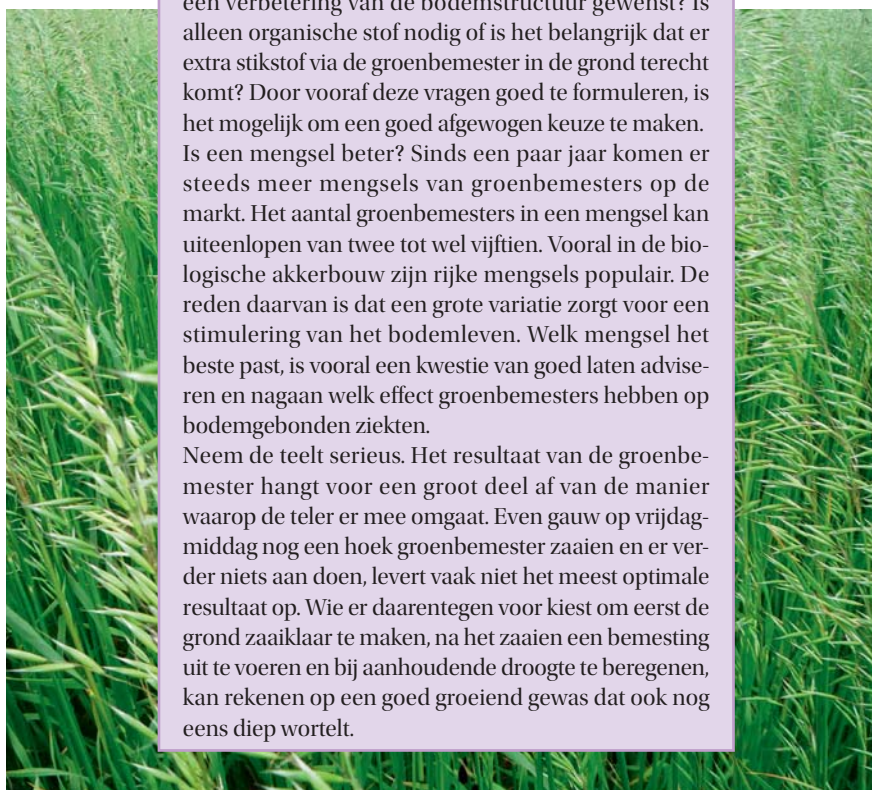 een verbetering van de bodemstructuur gewenst? Is
alleen organische stof nodig of is het belangrijk dat er
extra stikstof via de groenbemester in de grond terecht
komt? Door vooraf deze vragen goed te formuleren, is
het mogelijk om een goed afgewogen keuze te maken.
Is een mengsel beter? Sinds een paar jaar komen er
steeds meer mengsels van groenbemesters op de
markt. Het aantal groenbemesters in een mengsel kan
uiteenlopen van twee tot wel vijftien. Vooral in de bio-
logische akkerbouw zijn rijke mengsels populair. De
reden daarvan is dat een grote variatie zorgt voor een
stimulering van het bodemleven. Welk mengsel het
beste past, is vooral een kwestie van goed laten advise-
ren en nagaan welk effect groenbemesters hebben op
bodemgebonden ziekten.
Neem de teelt serieus. Het resultaat van de groenbe-
mester hangt voor een groot deel af van de manier
waarop de teler er mee omgaat. Even gauw op vrijdag-
middag nog een hoek groenbemester zaaien en er ver-
der niets aan doen, levert vaak niet het meest optimale
resultaat op. Wie er daarentegen voor kiest om eerst de
grond zaaiklaar te maken, na het zaaien een bemesting
uit te voeren en bij aanhoudende droogte te beregenen,
kan rekenen op een goed groeiend gewas dat ook nog
eens diep wortelt.